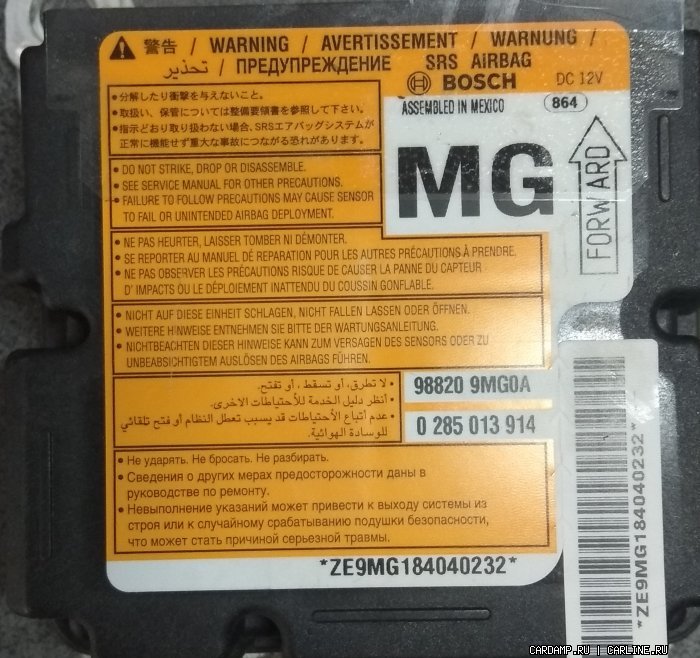 警告 / WARNING / AVERTISSEMENT / WARNUNG /
تحذير / ПРЕДУПРЕЖДЕНИЕ SRS AIRBAG
BOSCH DC 12V
ASSEMBLED IN MEXICO 864
MG
FORWARD
• 分解したり衝撃を与えないこと。
• 取扱い、保管については整備要領書を参照して下さい。
• 指示どおり取り扱わない場合、SRSエアバッグシステムが
正常に機能せず重大な事故につながる恐れがあります。
• DO NOT STRIKE, DROP OR DISASSEMBLE.
• SEE SERVICE MANUAL FOR OTHER PRECAUTIONS.
• FAILURE TO FOLLOW PRECAUTIONS MAY CAUSE SENSOR
TO FAIL OR UNINTENDED AIRBAG DEPLOYMENT.
• NE PAS HEURTER, LAISSER TOMBER NI DÉMONTER.
• SE REPORTER AU MANUEL DE RÉPARATION POUR LES AUTRES PRÉCAUTIONS À PRENDRE.
• NE PAS OBSERVER LES PRÉCAUTIONS RISQUE DE CAUSER LA PANNE DU CAPTEUR
D' IMPACTS OU LE DÉPLOIEMENT INATTENDU DU COUSSIN GONFLABLE.
• NICHT AUF DIESE EINHEIT SCHLAGEN, NICHT FALLEN LASSEN ODER ÖFFNEN.
• WEITERE HINWEISE ENTNEHMEN SIE BITTE DER WARTUNGSANLEITUNG.
• NICHTBEACHTEN DIESER HINWEISE KANN ZUM VERSAGEN DES SENSORS ODER ZU
UNBEABSICHTIGTEM AUSLÖSEN DES AIRBAGS FÜHREN.
• لا تطرق، أو تسقط، أو تفتح.
• أنظر دليل الخدمة للأحتياطات الاخرى.
• عدم أتباع الأحتياطات قد يسبب تعطل النظام أو فتح تلقائي
للوسادة الهوائية.
98820 9MG0A
0 285 013 914
• Не ударять. Не бросать. Не разбирать.
• Сведения о других мерах предосторожности даны в
руководстве по ремонту.
• Невыполнение указаний может привести к выходу системы из
строя или к случайному срабатыванию подушки безопасности,
что может стать причиной серьезной травмы.
*ZE9MG184040232*
*ZE9MG184040232*
CARDAMP.RU | CARLINE.RU